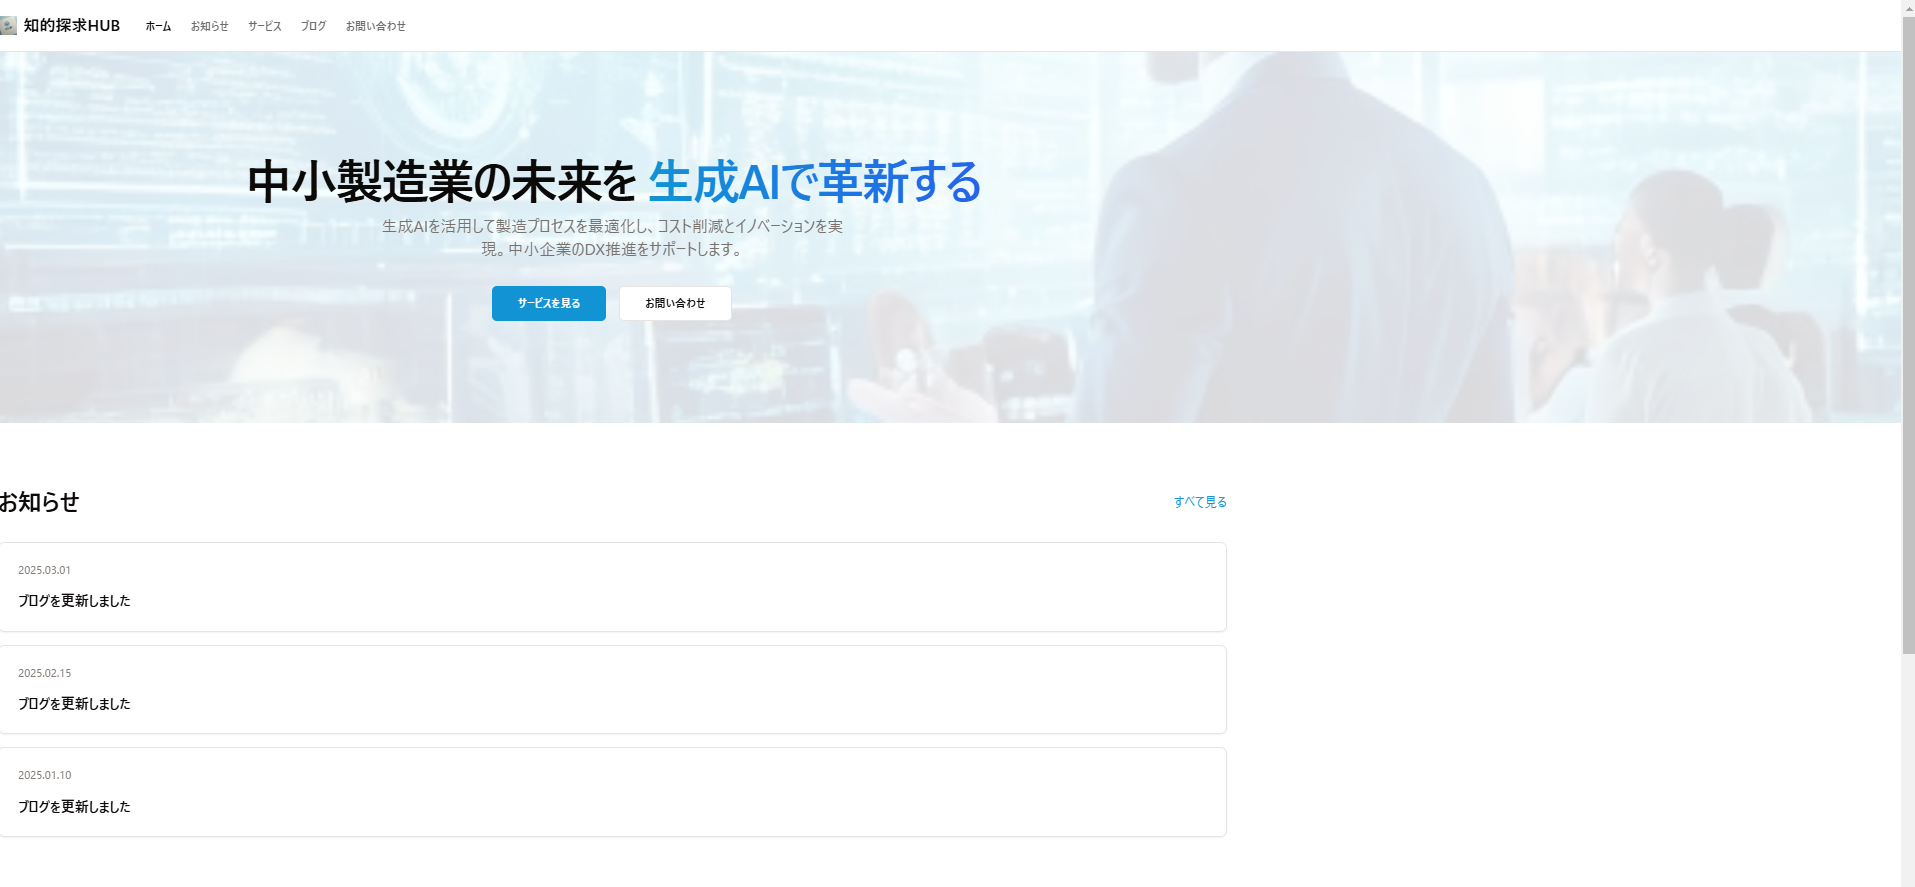 知的探求HUB
ホーム お知らせ サービス ブログ お問い合わせ
中小製造業の未来を 生成AIで革新する
生成AIを活用して製造プロセスを最適化し、コスト削減とイノベーションを実
現。中小企業のDX推進をサポートします。
サービスを見る お問い合わせ
お知らせ すべて見る
2025.03.01
ブログを更新しました
2025.02.15
ブログを更新しました
2025.01.10
ブログを更新しました